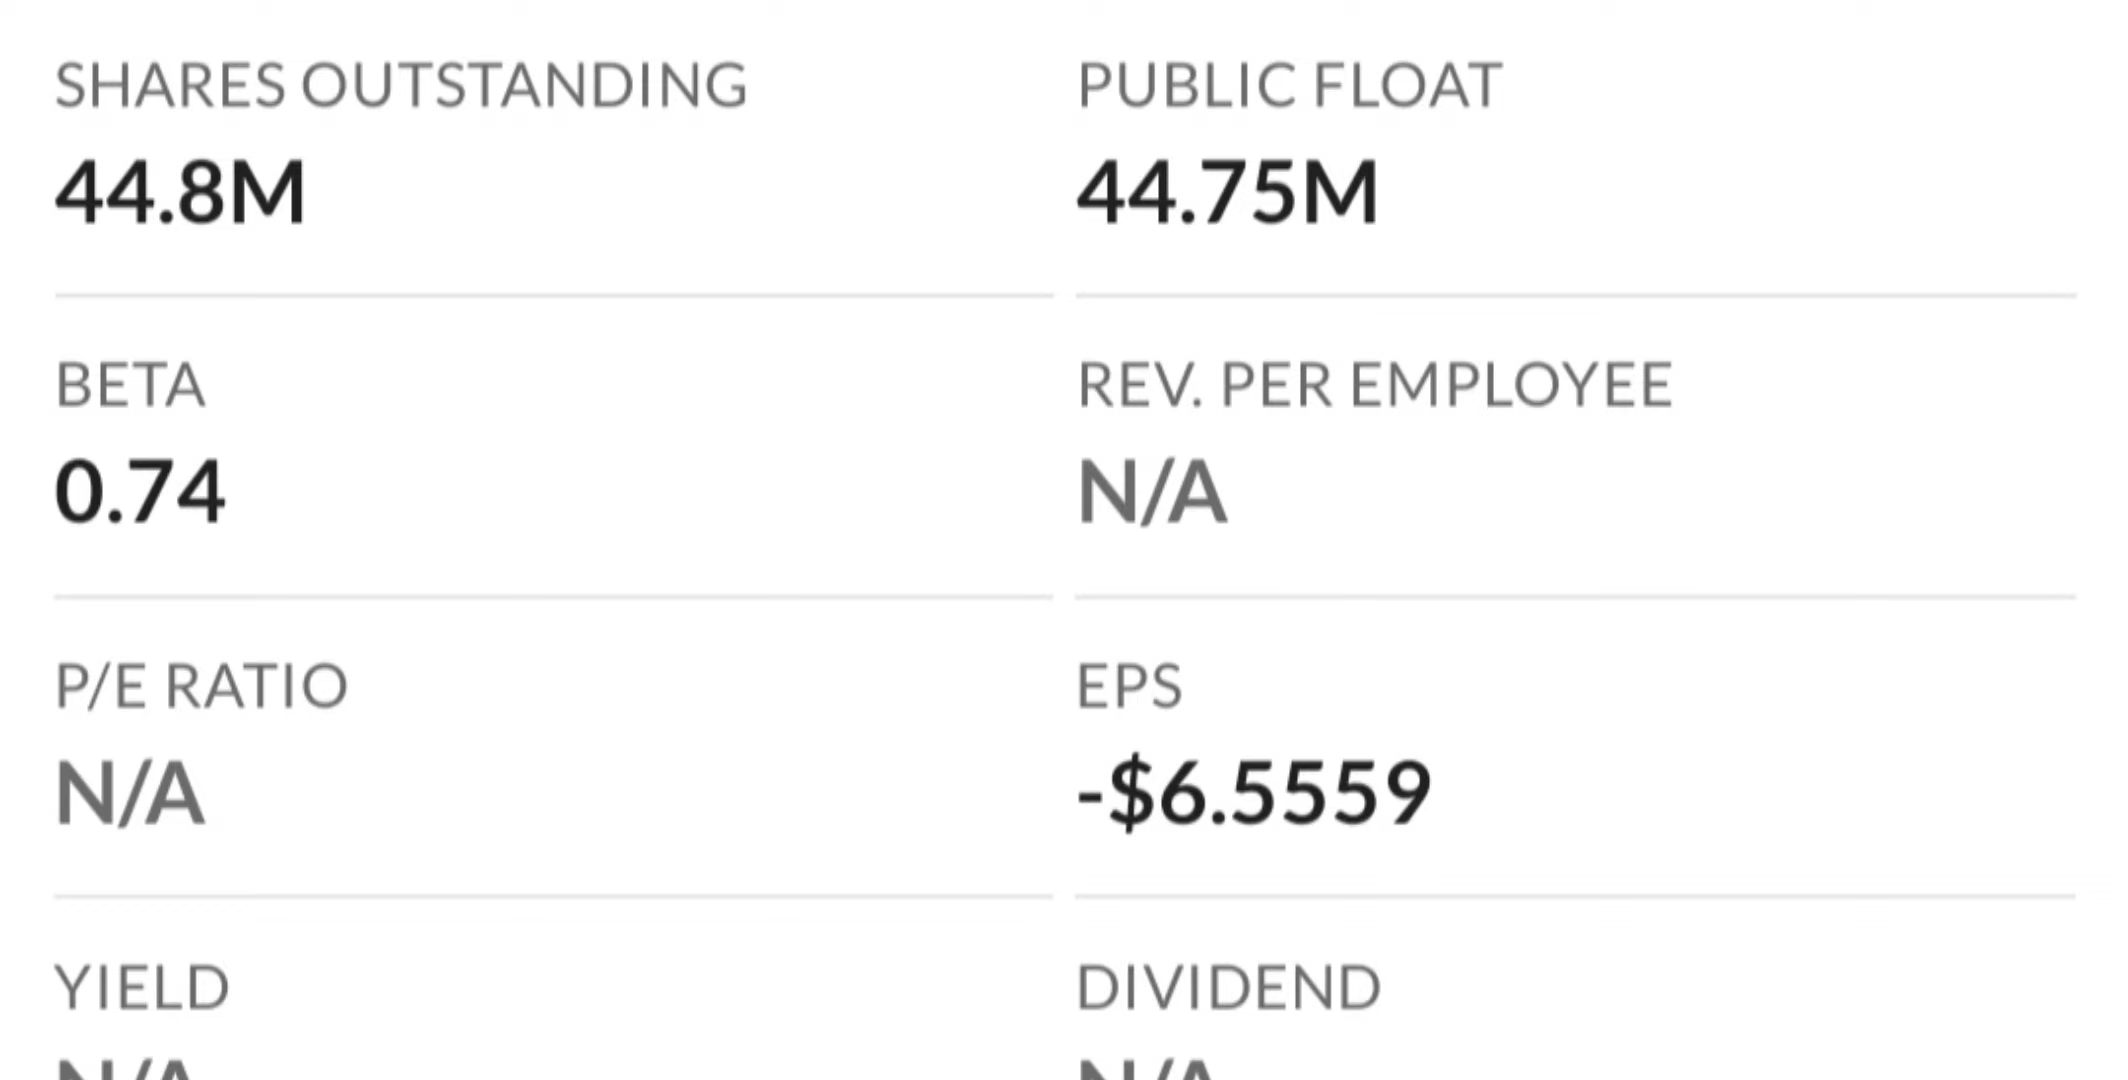 SHARES OUTSTANDING
44.8M
PUBLIC FLOAT
44.75M
BETA
0.74
REV. PER EMPLOYEE
N/A
P/E RATIO
N/A
EPS
-$6.5559
YIELD
N/A
DIVIDEND
N/A